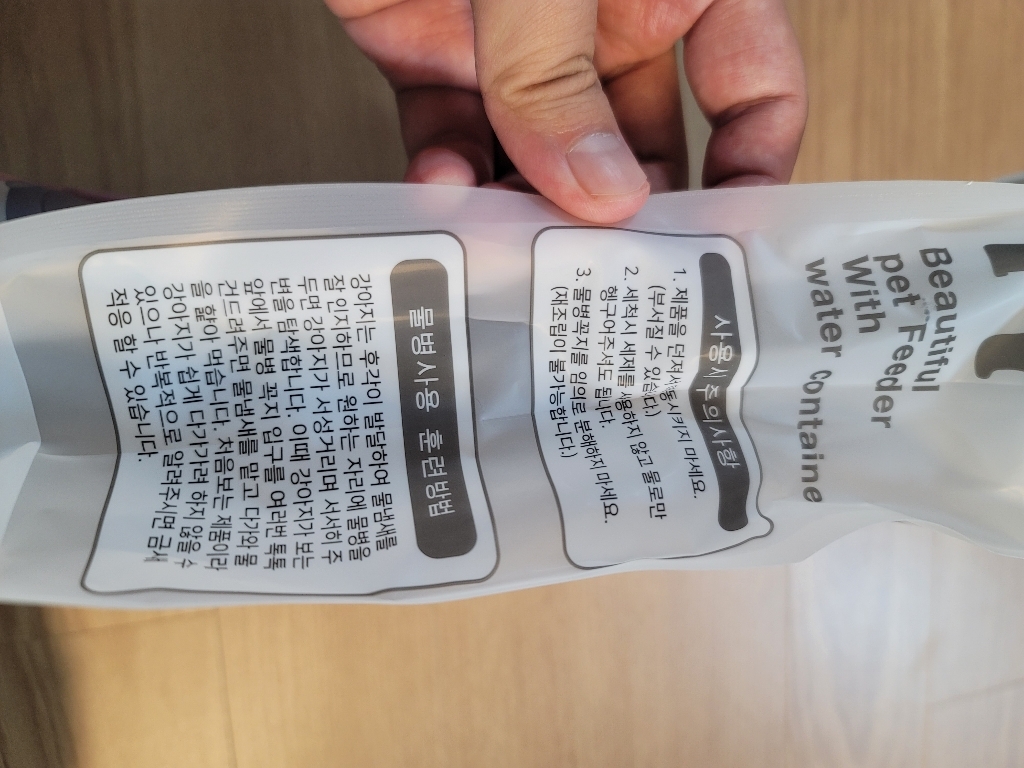 Beautiful
pet Feeder
With
water containe
사용시 주의사항
1. 제품을 던져서
시키지 마세요.
(부서질 수 있습니다.)
2. 세척시 세제를 사용하지 않고 물로만
헹구어주셔도 됩니다.
3. 물병꼭지를 임의로 분해하지 마세요.
(재조립이 불가능합니다.)
물병사용 훈련방법
강아지는 후각이 발달하여 물냄새를
잘 인지하므로 원하는 자리에 물병을
두면 강아지가 서성거리며 서서히 주
변을 탐색합니다. 이때 강아지가 보는
앞에서 물병 꼭지 입구를 여러번 톡톡
건드려주면 물냄새를 맡고 다가와 물
을 핥아 먹습니다. 처음보는 제품이라
강아지가 쉽게 다가가려 하지 않을 수
있으니 반복적으로 알려주시면 금세
적응 할 수 있습니다.